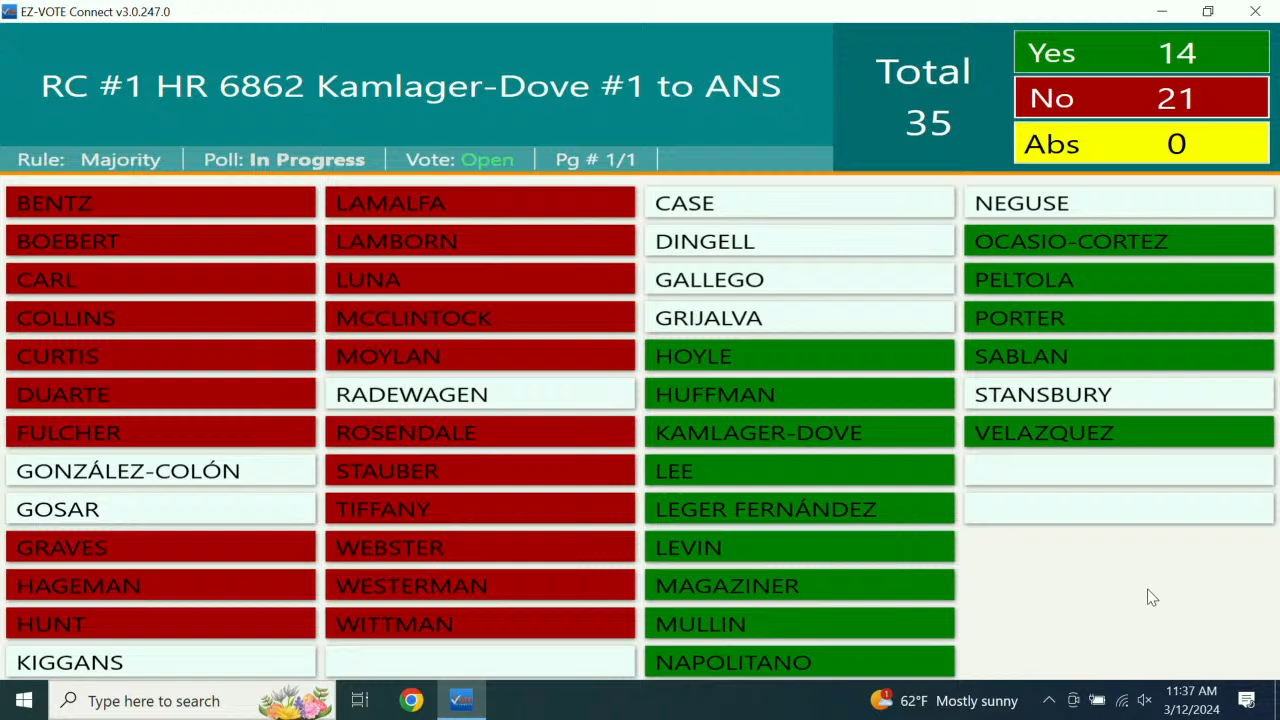 EZ-VOTE Connect v3.0.247.0
RC #1 HR 6862 Kamlager-Dove #1 to ANS
Total
35
Yes 14
No 21
Abs 0
Rule: Majority Poll: In Progress Vote: Open Pg # 1/1
BENTZ LAMALFA CASE NEGUSE
BOEBERT LAMBORN DINGELL OCASIO-CORTEZ
CARL LUNA GALLEGO PELTOLA
COLLINS MCCLINTOCK GRIJALVA PORTER
CURTIS MOYLAN HOYLE SABLAN
DUARTE RADEWAGEN HUFFMAN STANSBURY
FULCHER ROSENDALE KAMLAGER-DOVE VELAZQUEZ
GONZÁLEZ-COLÓN STAUBER LEE
GOSAR TIFFANY LEGER FERNÁNDEZ
GRAVES WEBSTER LEVIN
HAGEMAN WESTERMAN MAGAZINER
HUNT WITTMAN MULLIN
KIGGANS NAPOLITANO
Type here to search
1
62°F Mostly sunny
11:37 AM
3/12/2024